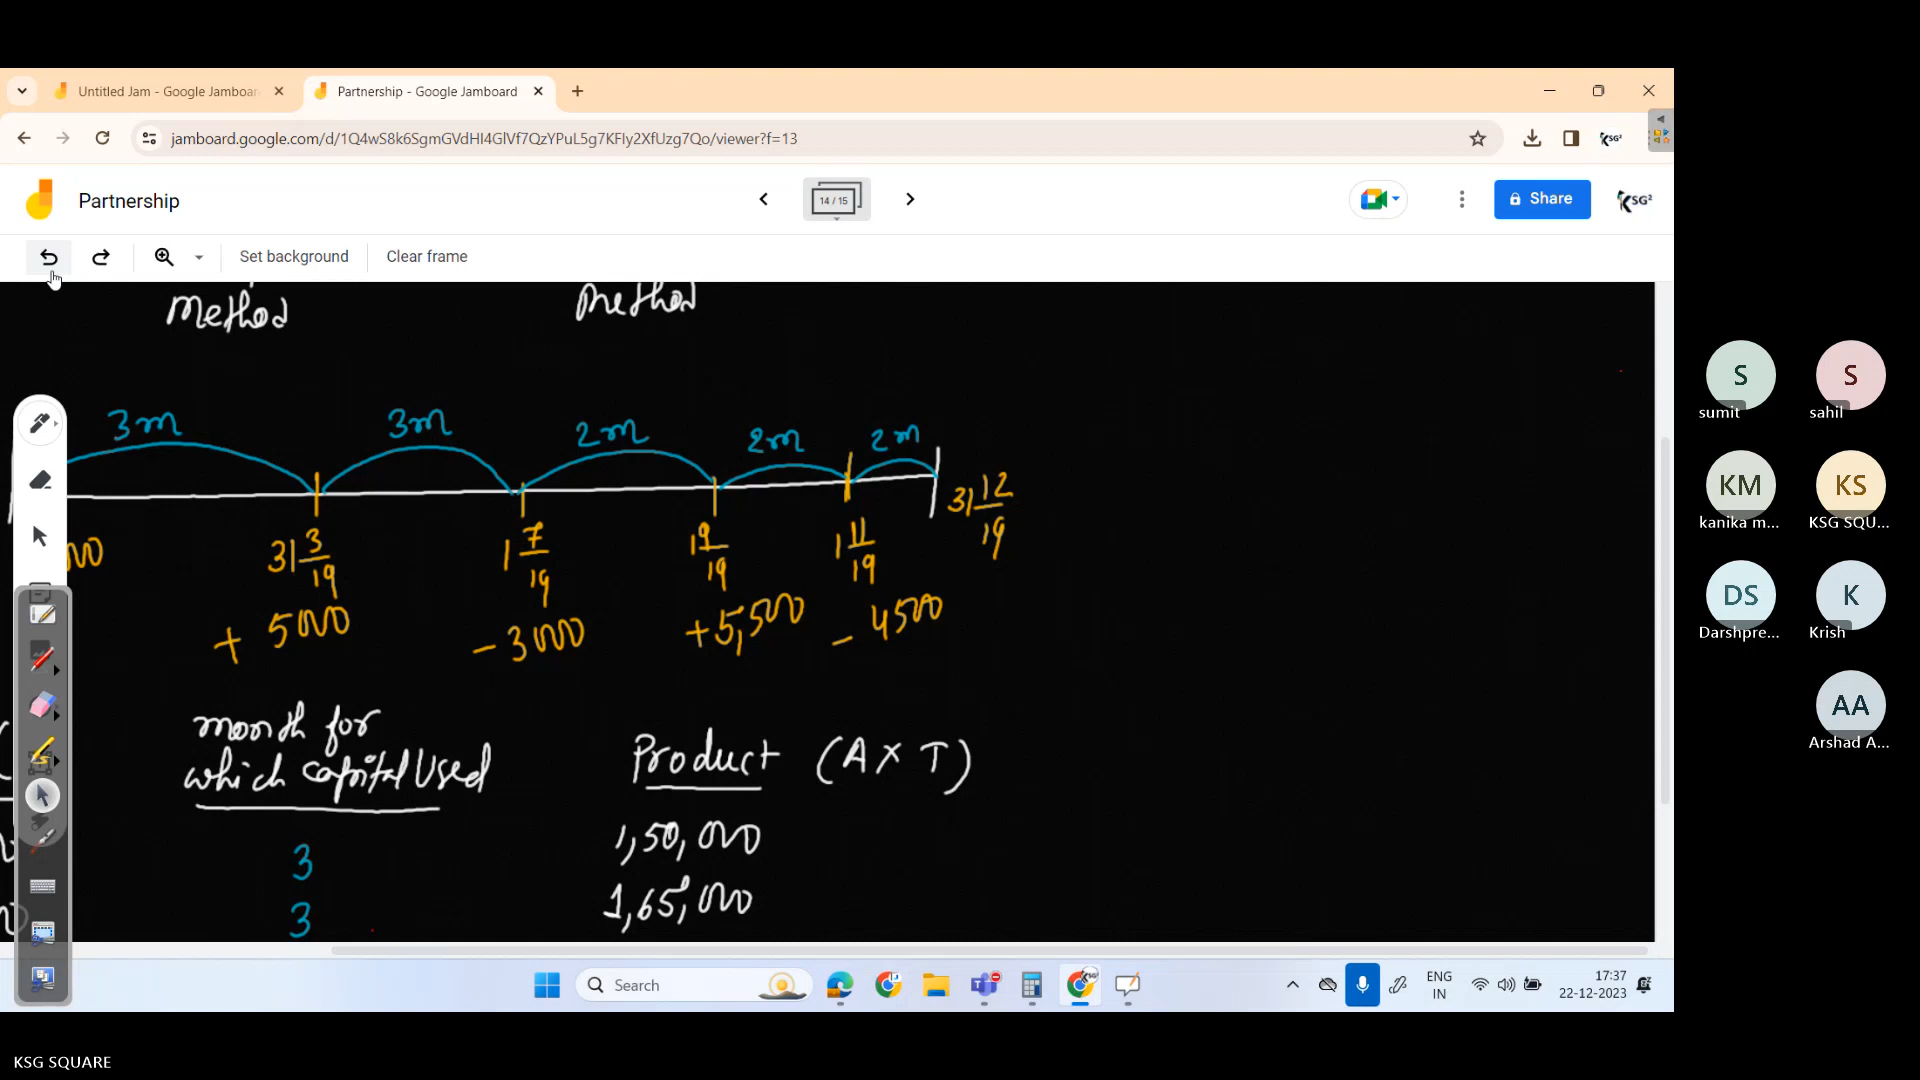 Untitled Jam - Google Jamboar
Partnership - Google Jamboard
jamboard.google.com/d/1Q4wS8k6SgmGVdHI4GlVf7QzYPuL5g7KFIy2XfUzg7Qo/viewer?f=13
KSG²
Partnership
14 / 15
Share
KSG²
Set background
Clear frame
Method Method
3m 3m 2m 2m 2m
31 3/19 1 7/19 1 9/19 1 11/19 31 12/19
+ 5000 - 3000 +5,500 - 4500
month for
which capital Used Product (A X T)
3 1,50,000
3 1,65,000
S
sumit
S
sahil
KM
kanika m...
KS
KSG SQU...
DS
Darshpre...
K
Krish
AA
Arshad A...
Search
ENG
IN
17:37
22-12-2023
KSG SQUARE